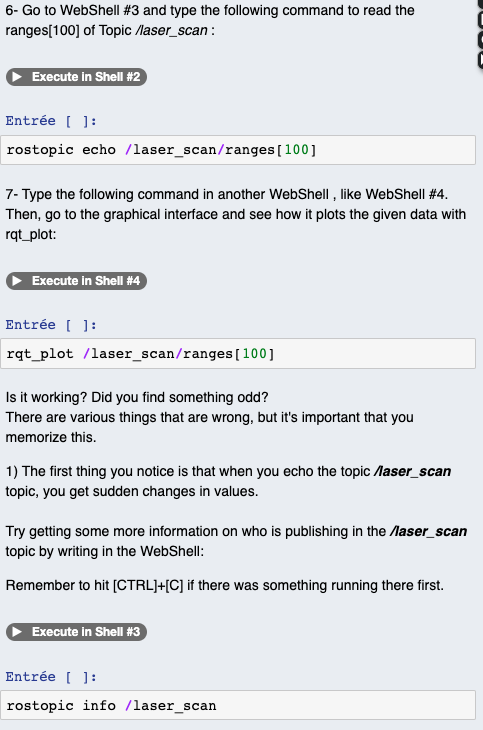 6- Go to WebShell #3 and type the following command to read the
ranges[100] of Topic /laser_scan :
Execute in Shell #2
Entrée [ ]:
rostopic echo /laser_scan/ranges[100]
7- Type the following command in another WebShell , like WebShell #4.
Then, go to the graphical interface and see how it plots the given data with
rqt_plot:
Execute in Shell #4
Entrée [ ]:
rqt_plot /laser_scan/ranges[100]
Is it working? Did you find something odd?
There are various things that are wrong, but it's important that you
memorize this.
1) The first thing you notice is that when you echo the topic /laser_scan
topic, you get sudden changes in values.
Try getting some more information on who is publishing in the /laser_scan
topic by writing in the WebShell:
Remember to hit [CTRL]+[C] if there was something running there first.
Execute in Shell #3
Entrée [ ]:
rostopic info /laser_scan